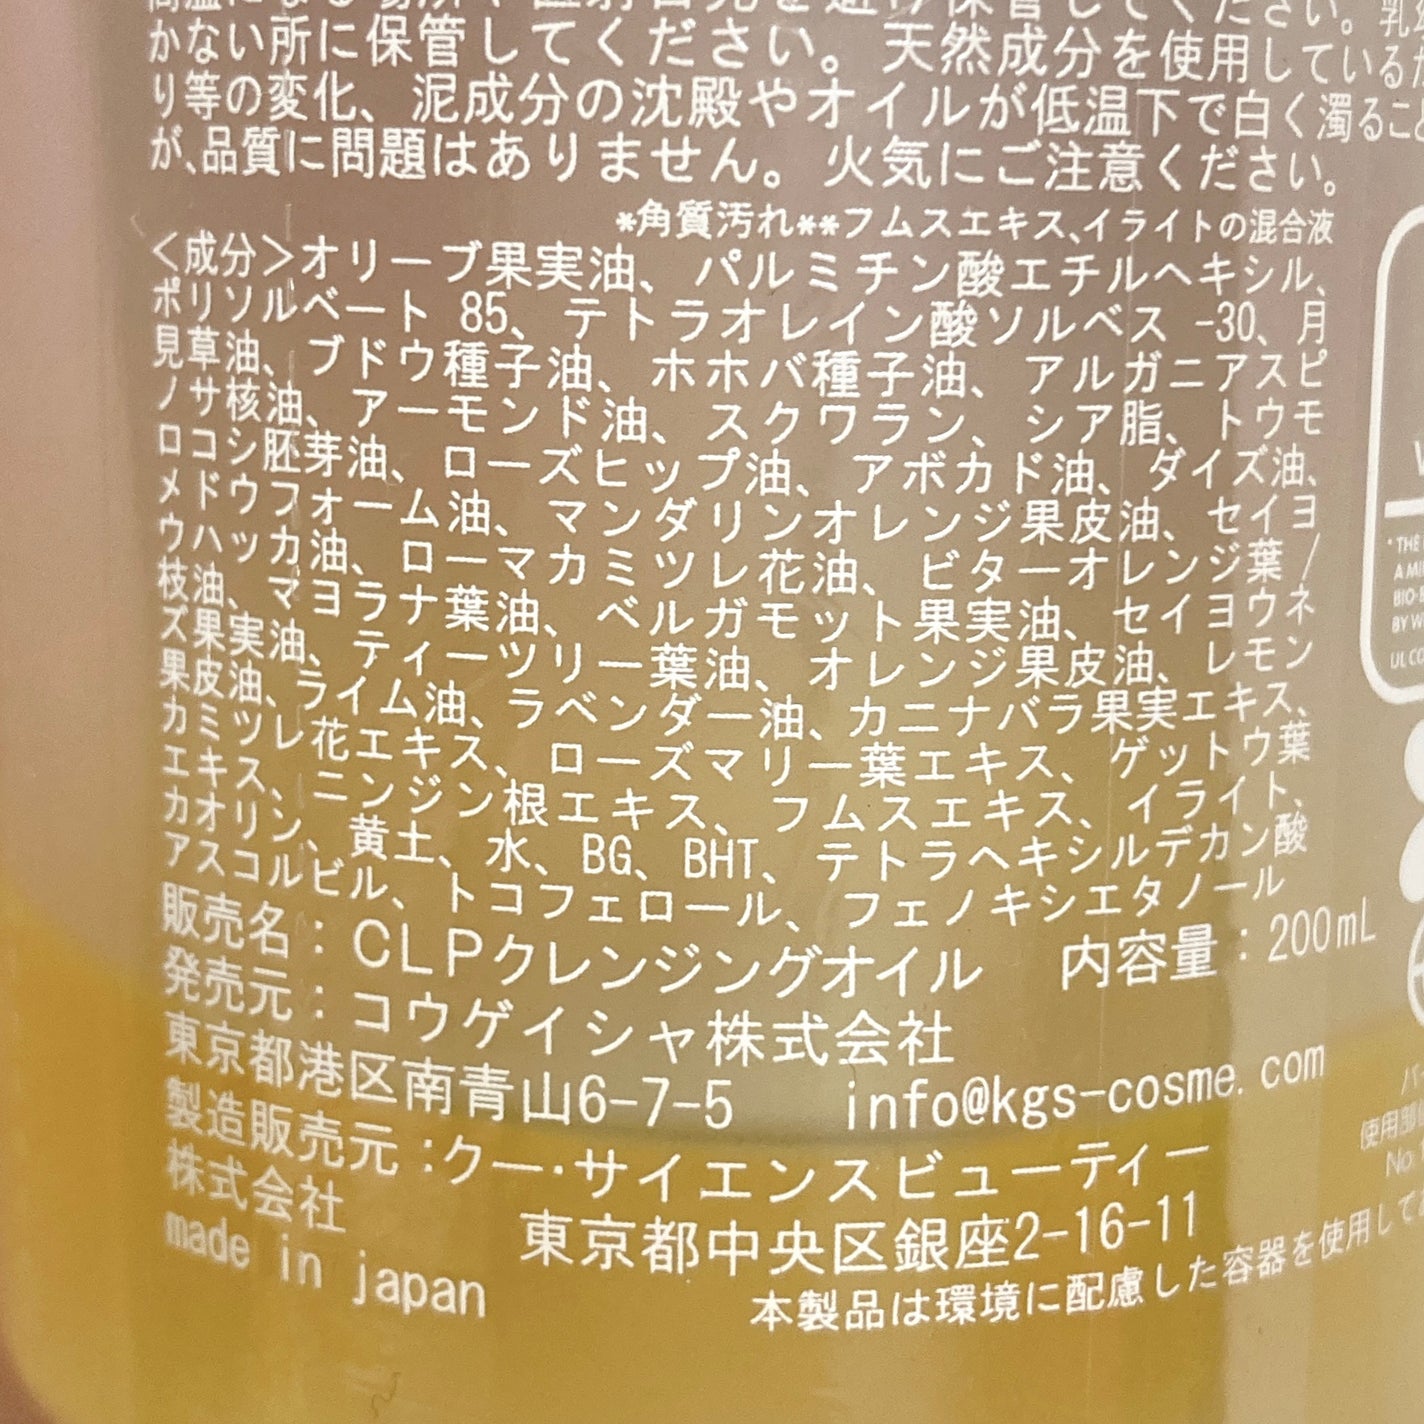 かない所に保管してください。天然成分を使用している
り等の変化、泥成分の沈殿やオイルが低温下で白く濁るこ
が、品質に問題はありません。火気にご注意ください。
*角質汚れ**フムスエキス、イライトの混合液
<成分>オリーブ果実油、パルミチン酸エチルヘキシル、
ポリソルベート 85、テトラオレイン酸ソルベス -30、月
見草油、ブドウ種子油、ホホバ種子油、アルガニアスピ
ノサ核油、アーモンド油、スクワラン、シア脂、トウモ
ロコシ胚芽油、ローズヒップ油、アボカド油、ダイズ油、
メドウフォーム油、マンダリンオレンジ果皮油、セイヨ
ウハッカ油、ローマカミツレ花油、ビターオレンジ葉/
枝油、マヨラナ葉油、ベルガモット果実油、セイヨウネ
ズ果実油、ティーツリー葉油、オレンジ果皮油、レモン
果皮油、ライム油、ラベンダー油、カニナバラ果実エキス、
カミツレ花エキス、ローズマリー葉エキス、ゲットウ葉
エキス、ニンジン根エキス、フムスエキス、イライト、
カオリン、黄土、水、BG、BHT、テトラヘキシルデカン酸
アスコルビル、トコフェロール、フェノキシエタノール
販売名：CLPクレンジングオイル 内容量：200mL
発売元：コウゲイシャ株式会社
東京都港区南青山6-7-5 info@kgs-cosme.com
製造販売元：クー・サイエンスビューティー
株式会社 東京都中央区銀座2-16-11
made in japan
本製品は環境に配慮した容器を使用して
* THE
BY W
UL CO
使用部
No